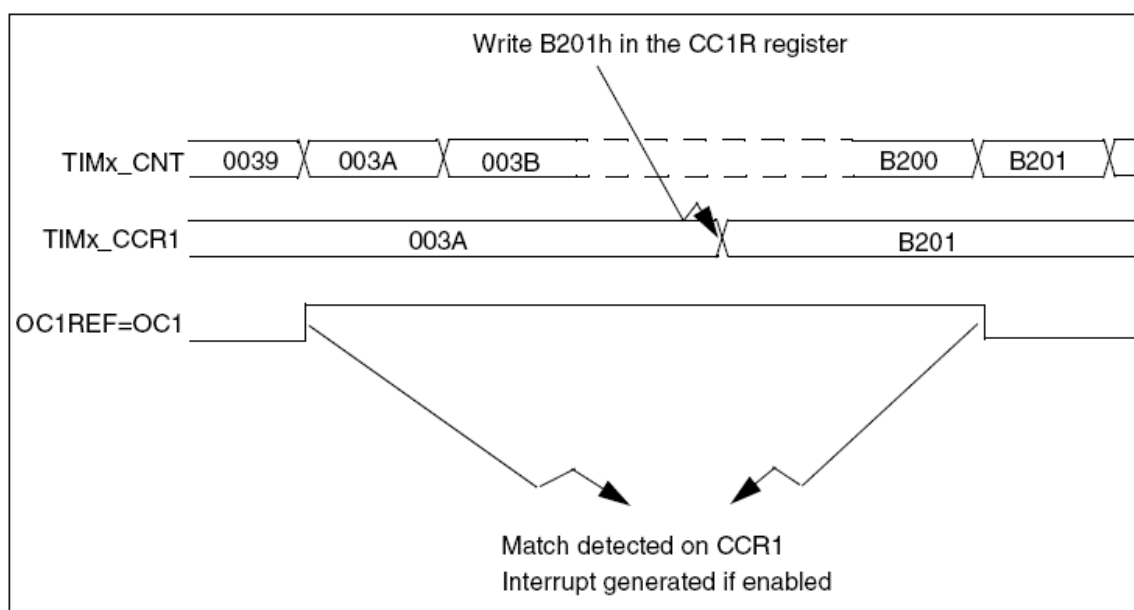 Write B201h in the CC1R register
TIMx_CNT 0039 003A 003B B200 B201
TIMx_CCR1 003A B201
OC1REF=OC1
Match detected on CCR1
Interrupt generated if enabled